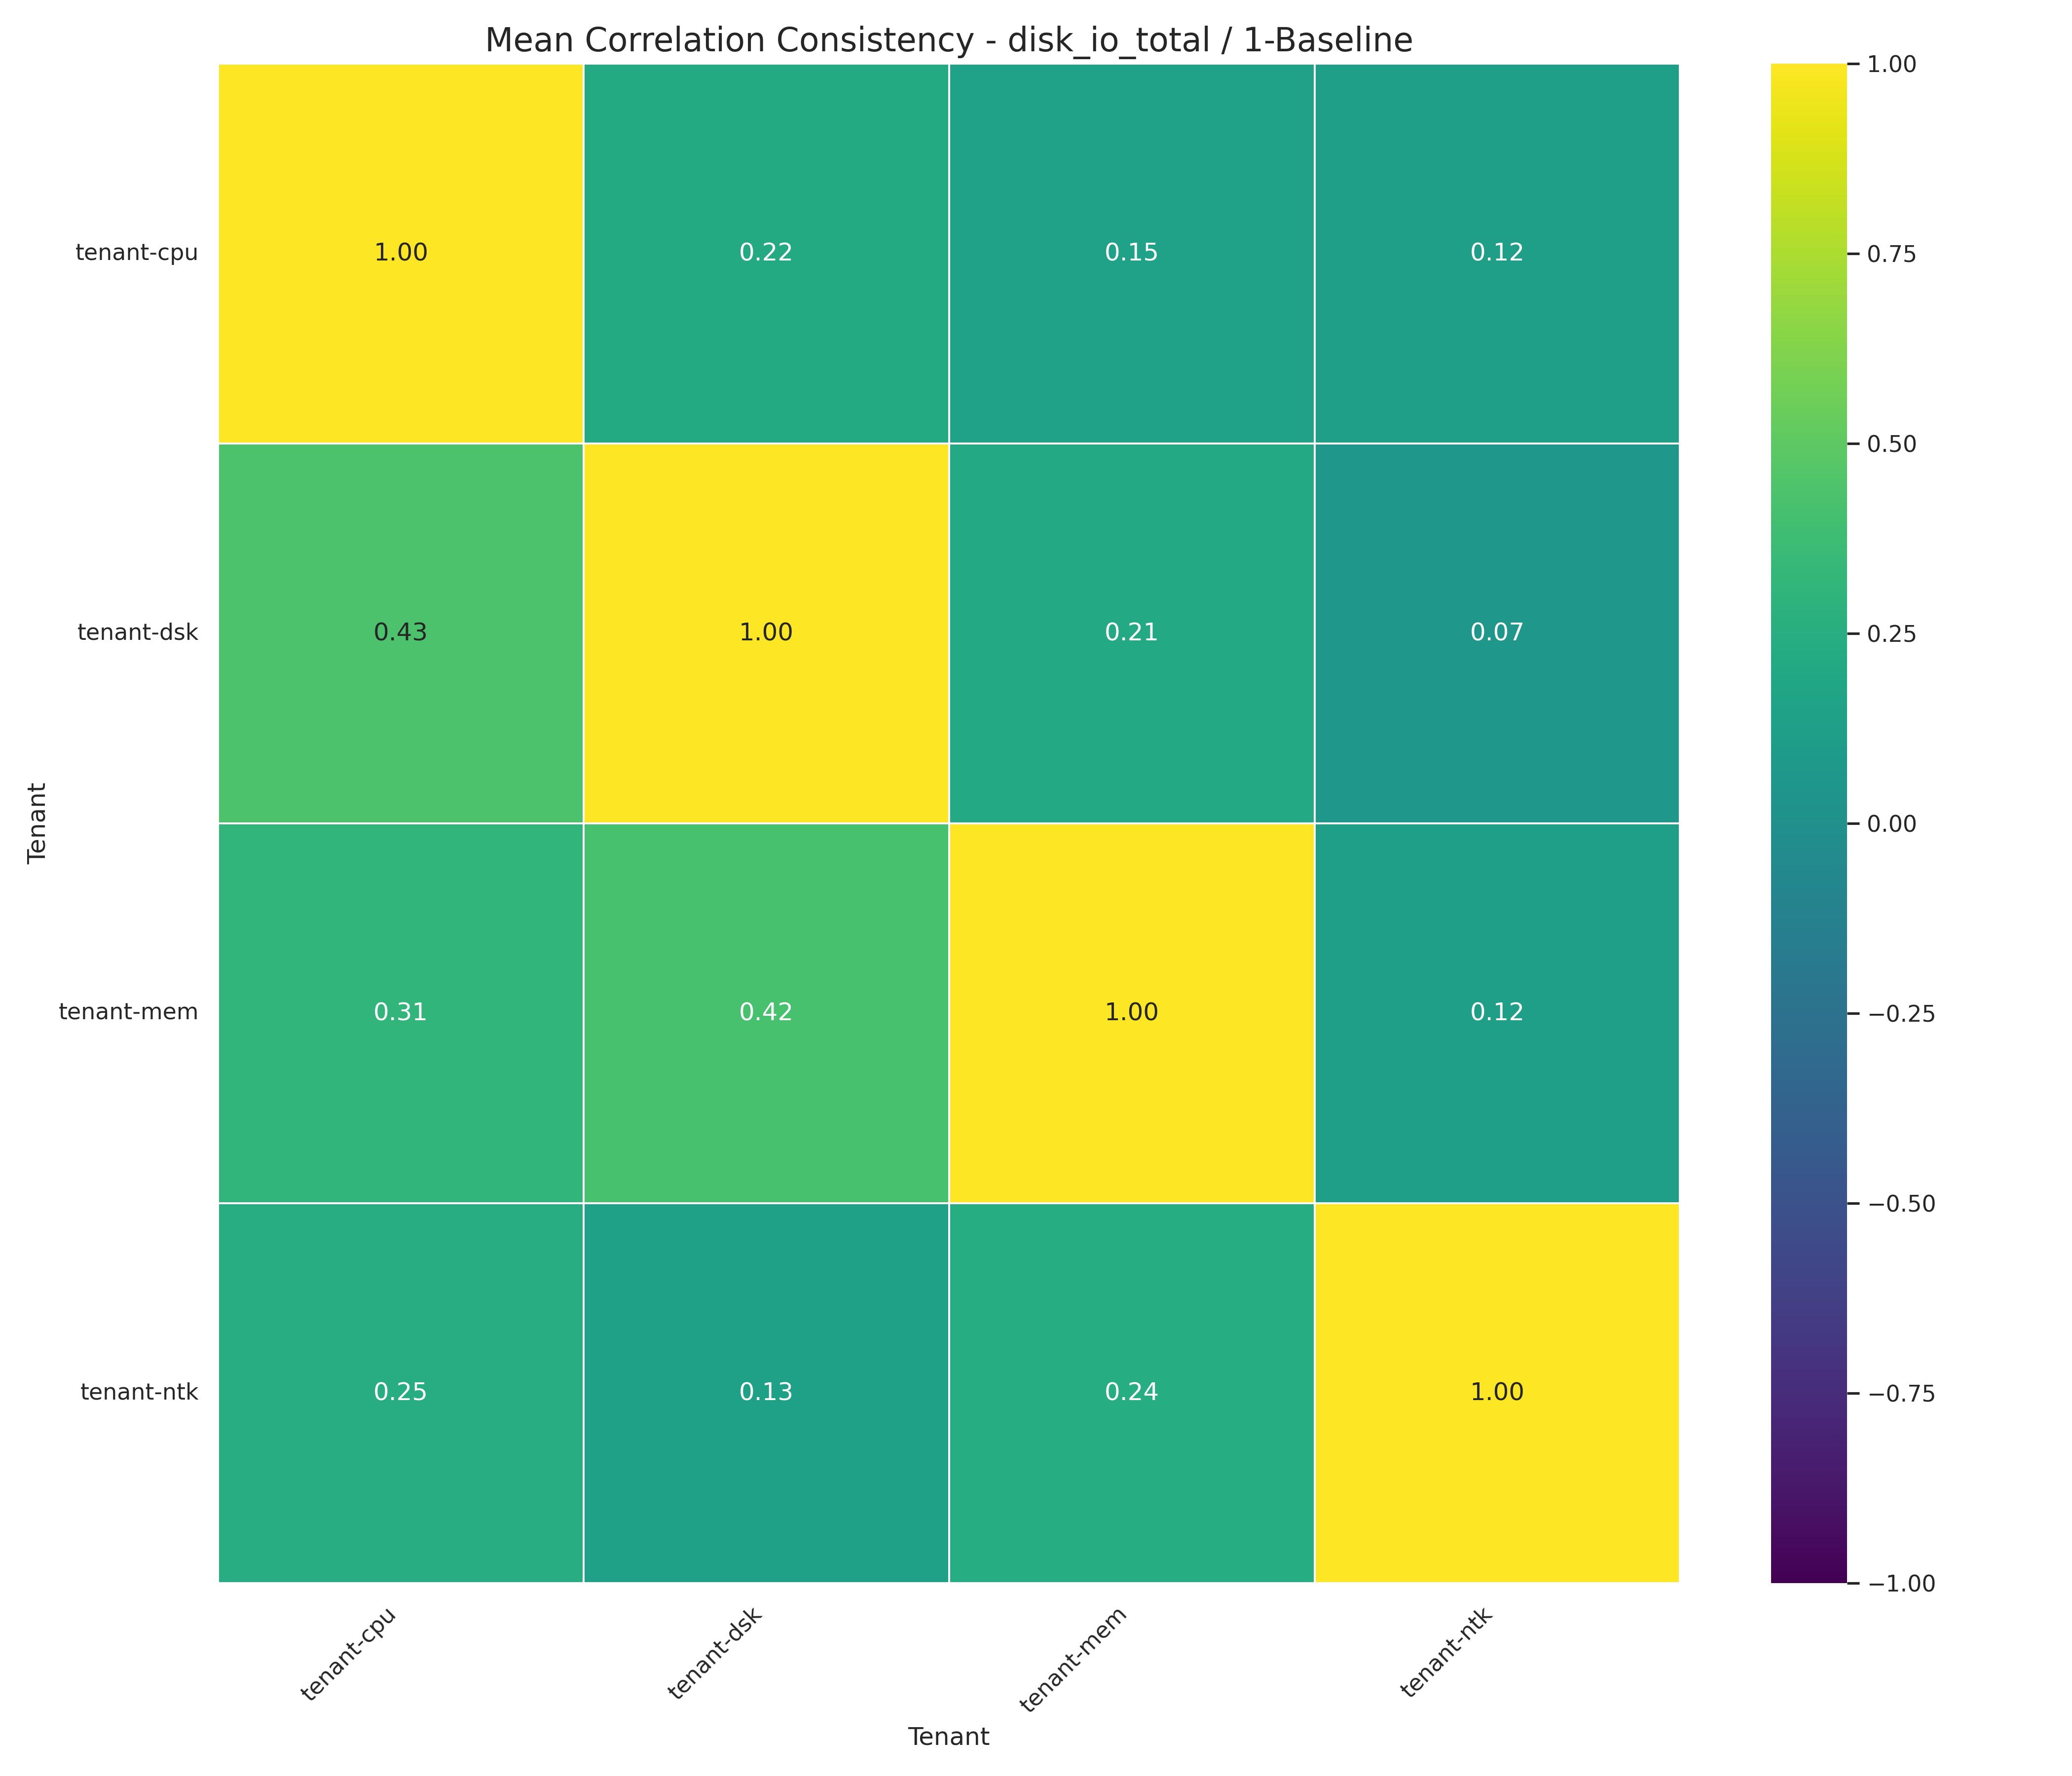 Mean Correlation Consistency - disk_io_total / 1-Baseline
tenant-cpu
1.00
0.22
0.15
0.12
tenant-dsk
0.43
1.00
0.21
0.07
tenant-mem
0.31
0.42
1.00
0.12
tenant-ntk
0.25
0.13
0.24
1.00
Tenant
tenant-cpu
tenant-dsk
tenant-mem
tenant-ntk
Tenant
1.00
0.75
0.50
0.25
0.00
−0.25
−0.50
−0.75
−1.00